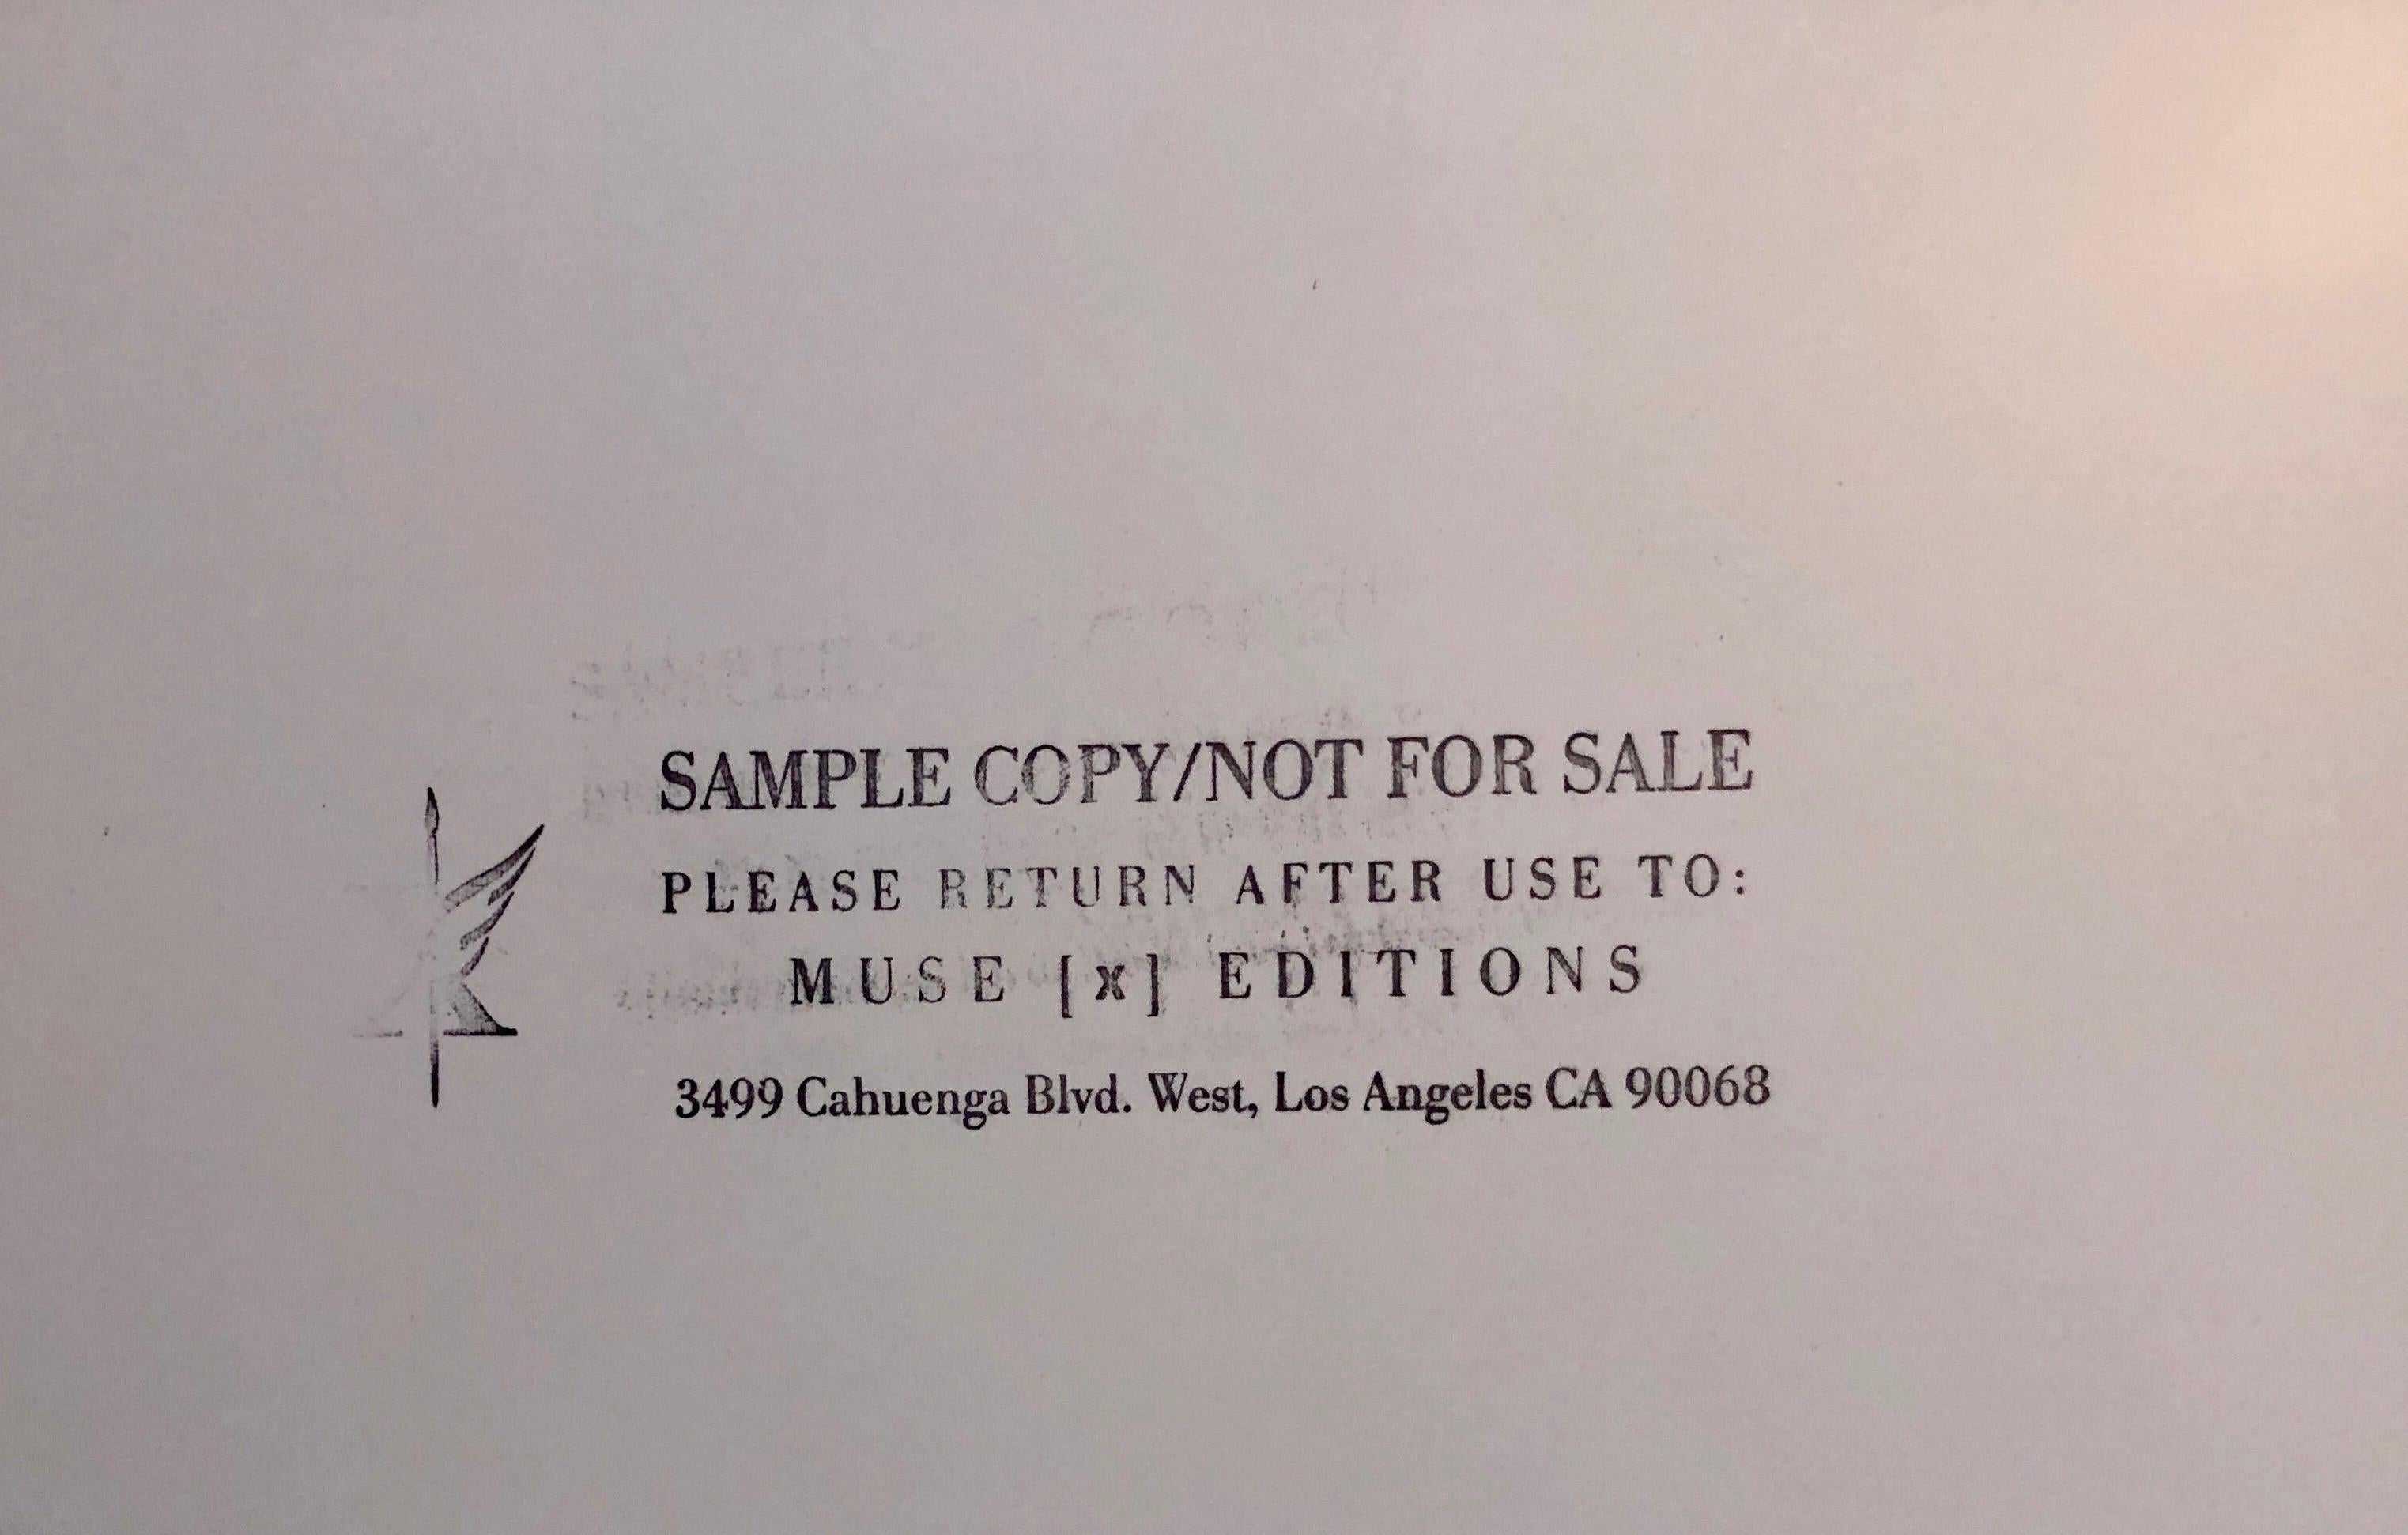 SAMPLE COPY/NOT FOR SALE
PLEASE RETURN AFTER USE TO:
MUSE [x] EDITIONS
3499 Cahuenga Blvd. West, Los Angeles CA 90068